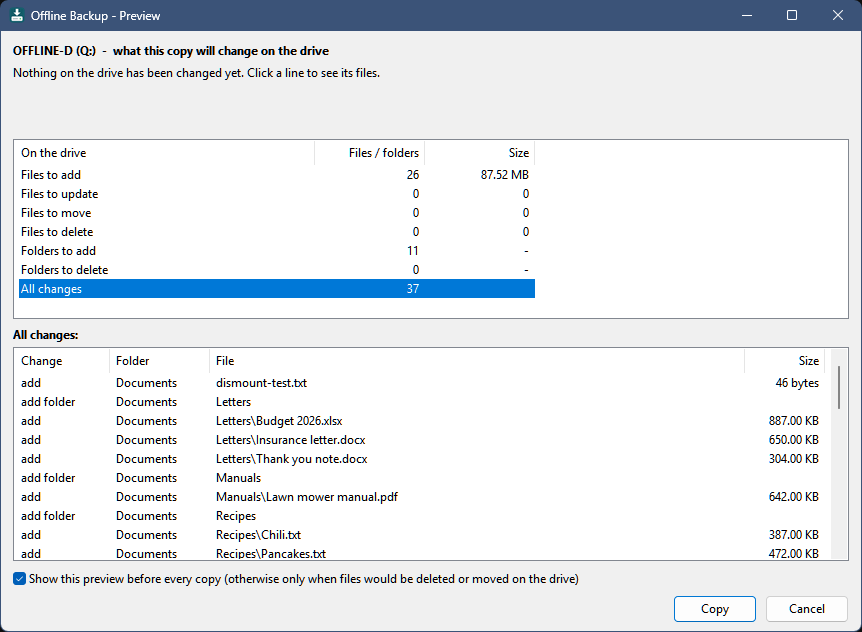 Offline Backup - Preview
OFFLINE-D (Q:) - what this copy will change on the drive
Nothing on the drive has been changed yet. Click a line to see its files.
On the drive Files / folders Size
Files to add 26 87.52 MB
Files to update 0 0
Files to move 0 0
Files to delete 0 0
Folders to add 11 -
Folders to delete 0 -
All changes 37
All changes:
Change Folder File Size
add Documents dismount-test.txt 46 bytes
add folder Documents Letters
add Documents Letters\Budget 2026.xlsx 887.00 KB
add Documents Letters\Insurance letter.docx 650.00 KB
add Documents Letters\Thank you note.docx 304.00 KB
add folder Documents Manuals
add Documents Manuals\Lawn mower manual.pdf 642.00 KB
add folder Documents Recipes
add Documents Recipes\Chili.txt 387.00 KB
add Documents Recipes\Pancakes.txt 472.00 KB
Show this preview before every copy (otherwise only when files would be deleted or moved on the drive)
Copy Cancel